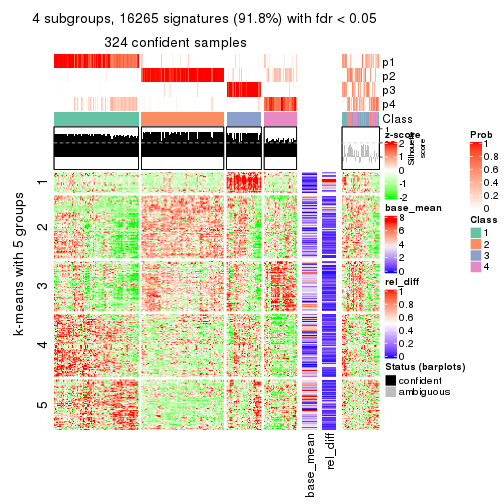 4 subgroups, 16265 signatures (91.8%) with fdr < 0.05
324 confident samples
p1
p2
p3
p4
Class
1
Silhouette
score
k-means with 5 groups
1
2
3
4
5
base_mean
rel_diff
z-score
2
1
0
-1
-2
base_mean
8
6
4
2
0
rel_diff
1
0.8
0.6
0.4
0.2
0
Status (barplots)
confident
ambiguous
Prob
1
0.8
0.6
0.4
0.2
0
Class
1
2
3
4